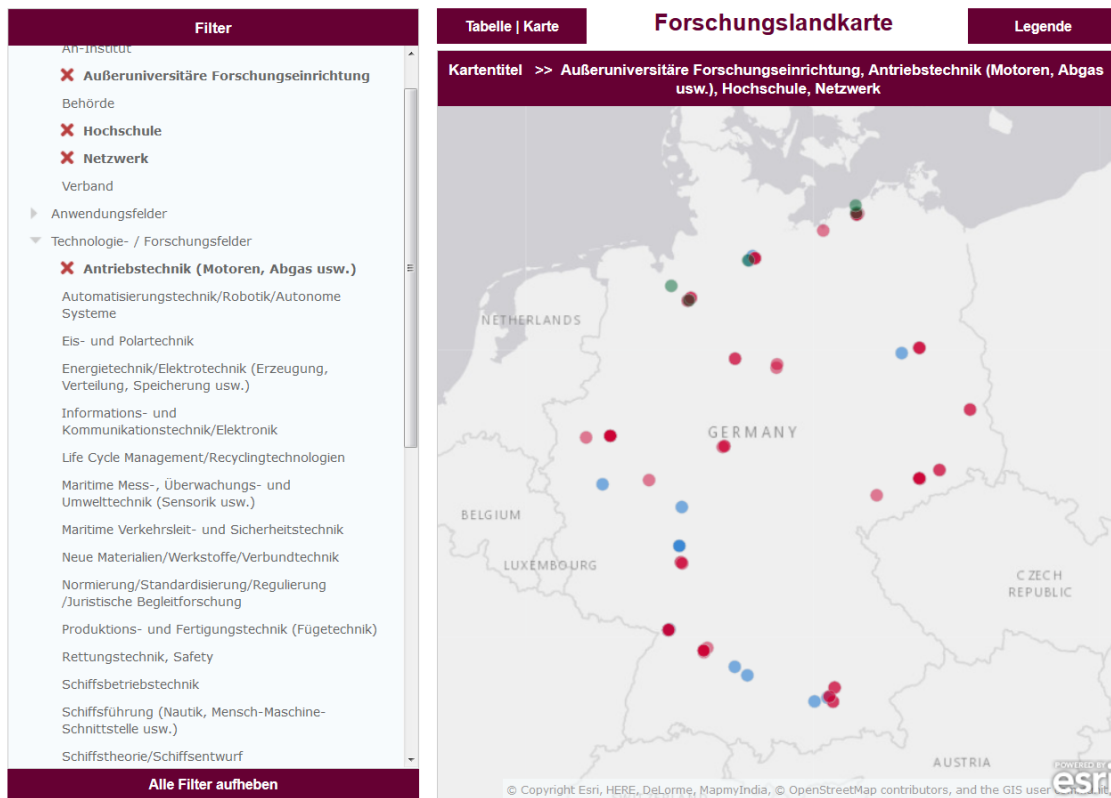 Filter
An-Institut
Außeruniversitäre Forschungseinrichtung
Behörde
Hochschule
Netzwerk
Verband
Anwendungsfelder
Technologie- / Forschungsfelder
Antriebstechnik (Motoren, Abgas usw.)
Automatisierungstechnik/Robotik/Autonome
Systeme
Eis- und Polartechnik
Energietechnik/Elektrotechnik (Erzeugung,
Verteilung, Speicherung usw.)
Informations- und
Kommunikationstechnik/Elektronik
Life Cycle Management/Recyclingtechnologien
Maritime Mess-, Überwachungs- und
Umwelttechnik (Sensorik usw.)
Maritime Verkehrsleit- und Sicherheitstechnik
Neue Materialien/Werkstoffe/Verbundtechnik
Normierung/Standardisierung/Regulierung
/Juristische Begleitforschung
Produktions- und Fertigungstechnik (Fügetechnik)
Rettungstechnik, Safety
Schiffsbetriebstechnik
Schiffsführung (Nautik, Mensch-Maschine-
Schnittstelle usw.)
Schiffstheorie/Schiffsentwurf
Alle Filter aufheben
Tabelle | Karte
Forschungslandkarte
Legende
Kartentitel >> Außeruniversitäre Forschungseinrichtung, Antriebstechnik (Motoren, Abgas
usw.), Hochschule, Netzwerk
NETHERLANDS
GERMANY
BELGIUM
LUXEMBOURG
CZECH
REPUBLIC
AUSTRIA
POWERED BY
esri
© Copyright Esri, HERE, DeLorme, MapmyIndia, © OpenStreetMap contributors, and the GIS user